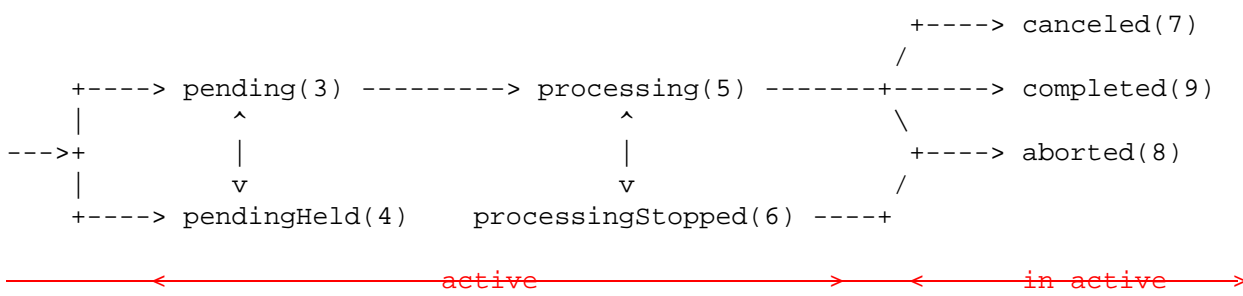 +----> canceled(7)
/
+----> pending(3) ---------> processing(5) -------+------> completed(9)
| ^ ^ \
--->+ | | +----> aborted(8)
| v v /
+----> pendingHeld(4) processingStopped(6) ----+
active in active